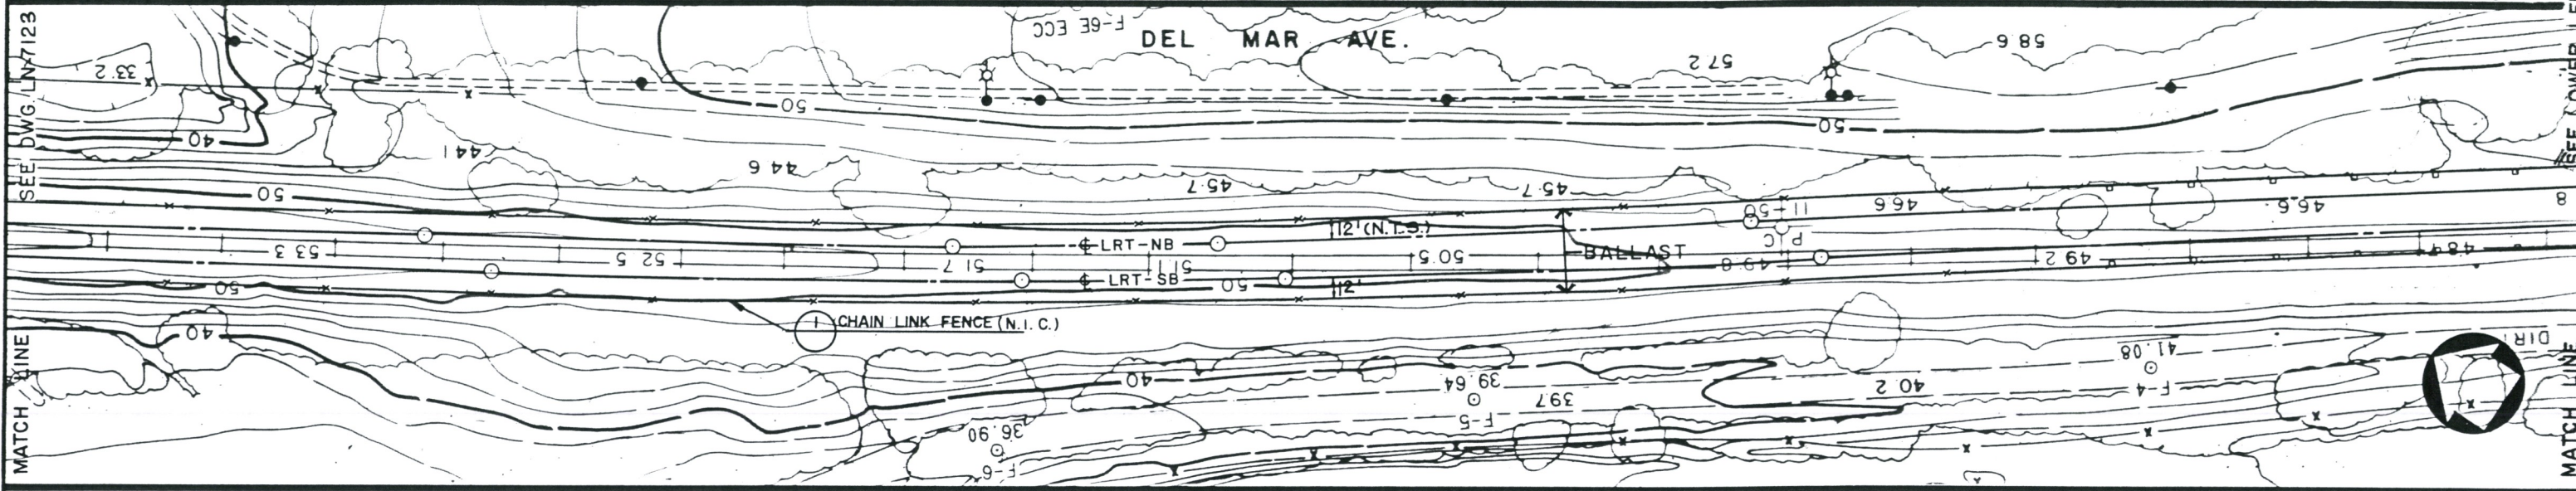 SEE DWG. LN-7123
MATCH LINE
DEL MAR AVE.
F-6E ECC
33.2
57.2
58.6
50
50
40
44.1
44.6
45.7
45.7
46.6
46.6
50
12' (N.T.S.)
11+50
PC
8
53.3
52.5
LRT-NB
51.7
51.1
50.5
BALLAST
49.8
49.2
48.4
50
LRT-SB
50
12'
1 CHAIN LINK FENCE (N.I.C.)
40
40
39.64
F-5
39.7
40.2
41.08
F-4
36.90
F-6
MATCH LINE